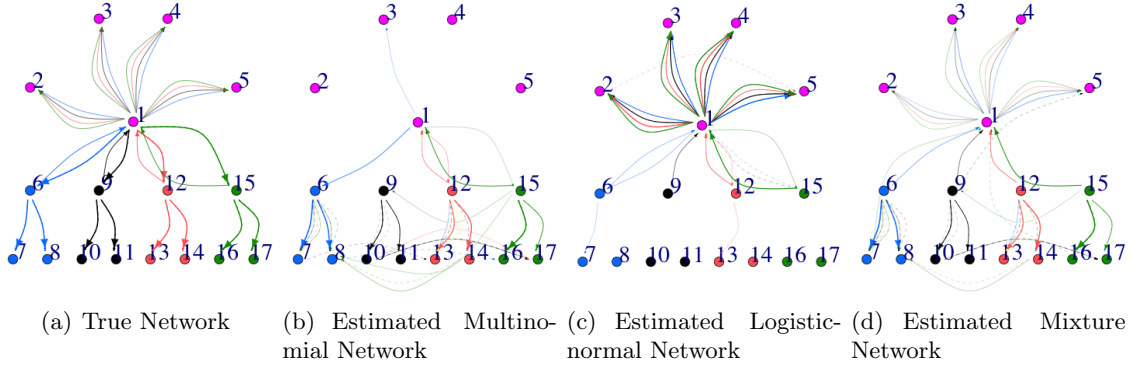 3 4
2 5
1
6 9 12 15
7 8 10 11 13 14 16 17
(a) True Network
3 4
2 5
1
6 9 12 15
7 8 10 11 13 14 16 17
(b) Estimated Multino-
mial Network
3 4
2 5
1
6 9 12 15
7 8 10 11 13 14 16 17
(c) Estimated Logistic-
normal Network
3 4
2 5
1
6 9 12 15
7 8 10 11 13 14 16 17
(d) Estimated Mixture
Network